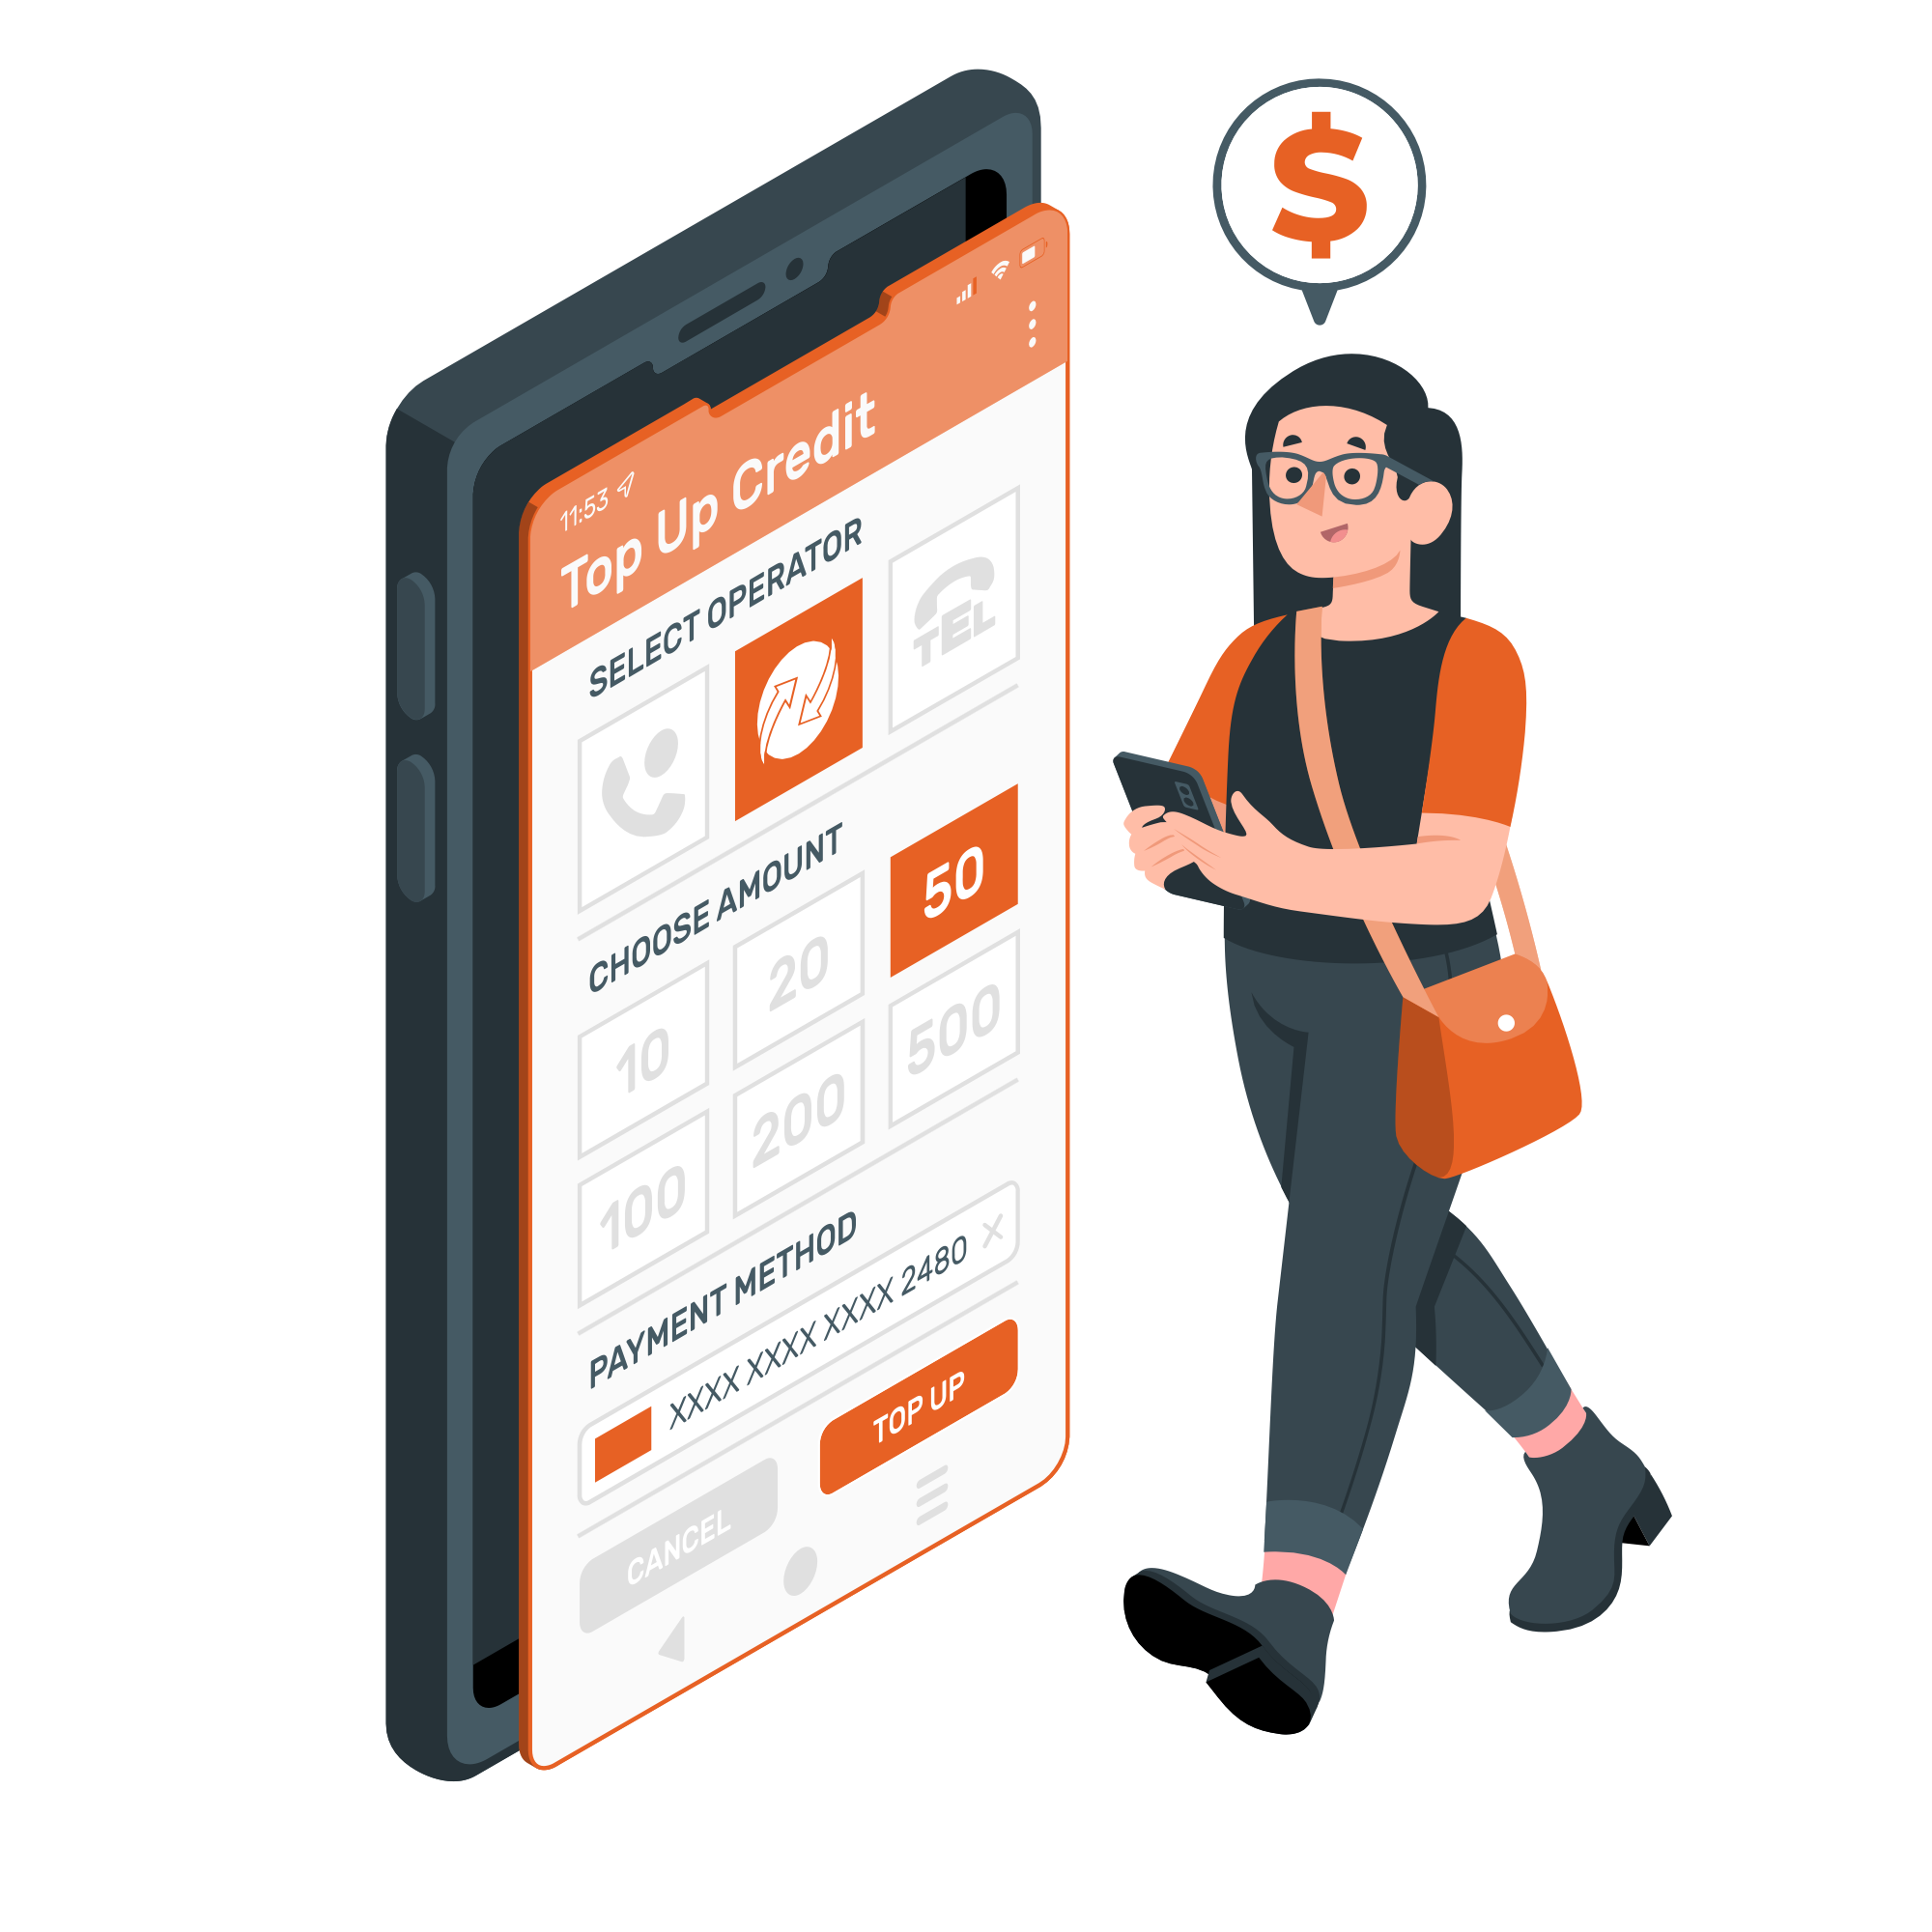 $
11:53
Top Up Credit
SELECT OPERATOR
TEL
CHOOSE AMOUNT
10 20 50
100 200 500
PAYMENT METHOD
XXXX XXXX XXXX 2480 ×
CANCEL TOP UP